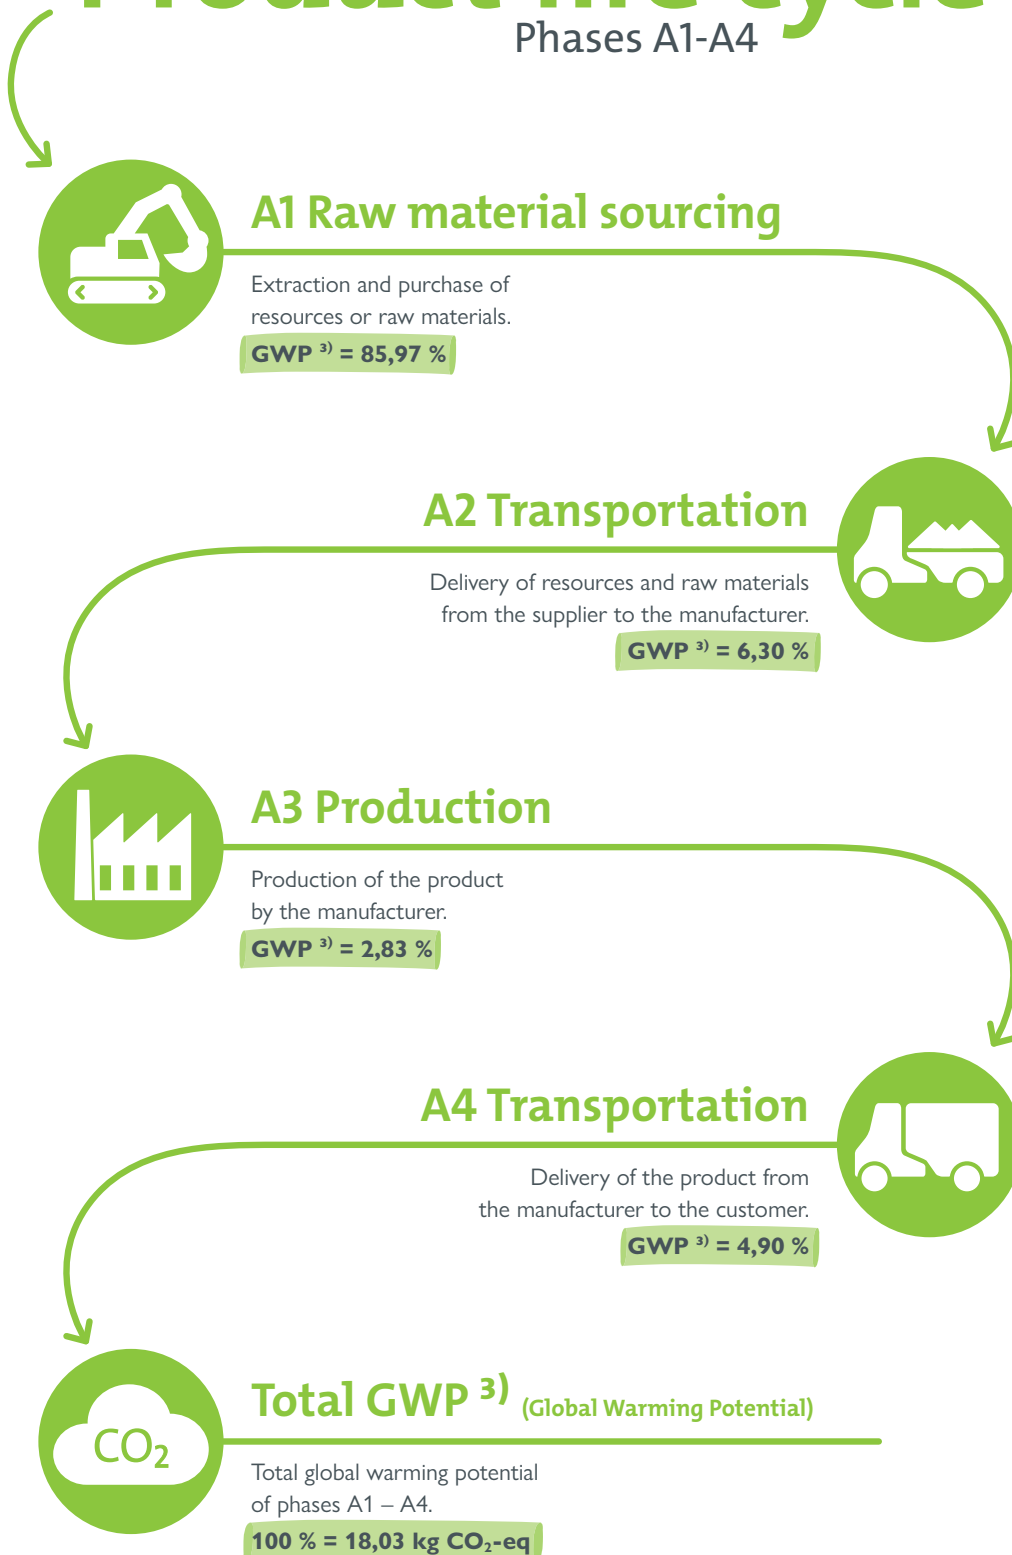 Product life cycle
Phases A1-A4
A1 Raw material sourcing
Extraction and purchase of
resources or raw materials.
GWP ³⁾ = 85,97 %
A2 Transportation
Delivery of resources and raw materials
from the supplier to the manufacturer.
GWP ³⁾ = 6,30 %
A3 Production
Production of the product
by the manufacturer.
GWP ³⁾ = 2,83 %
A4 Transportation
Delivery of the product from
the manufacturer to the customer.
GWP ³⁾ = 4,90 %
CO₂
Total GWP ³⁾ (Global Warming Potential)
Total global warming potential
of phases A1 – A4.
100 % = 18,03 kg CO₂-eq